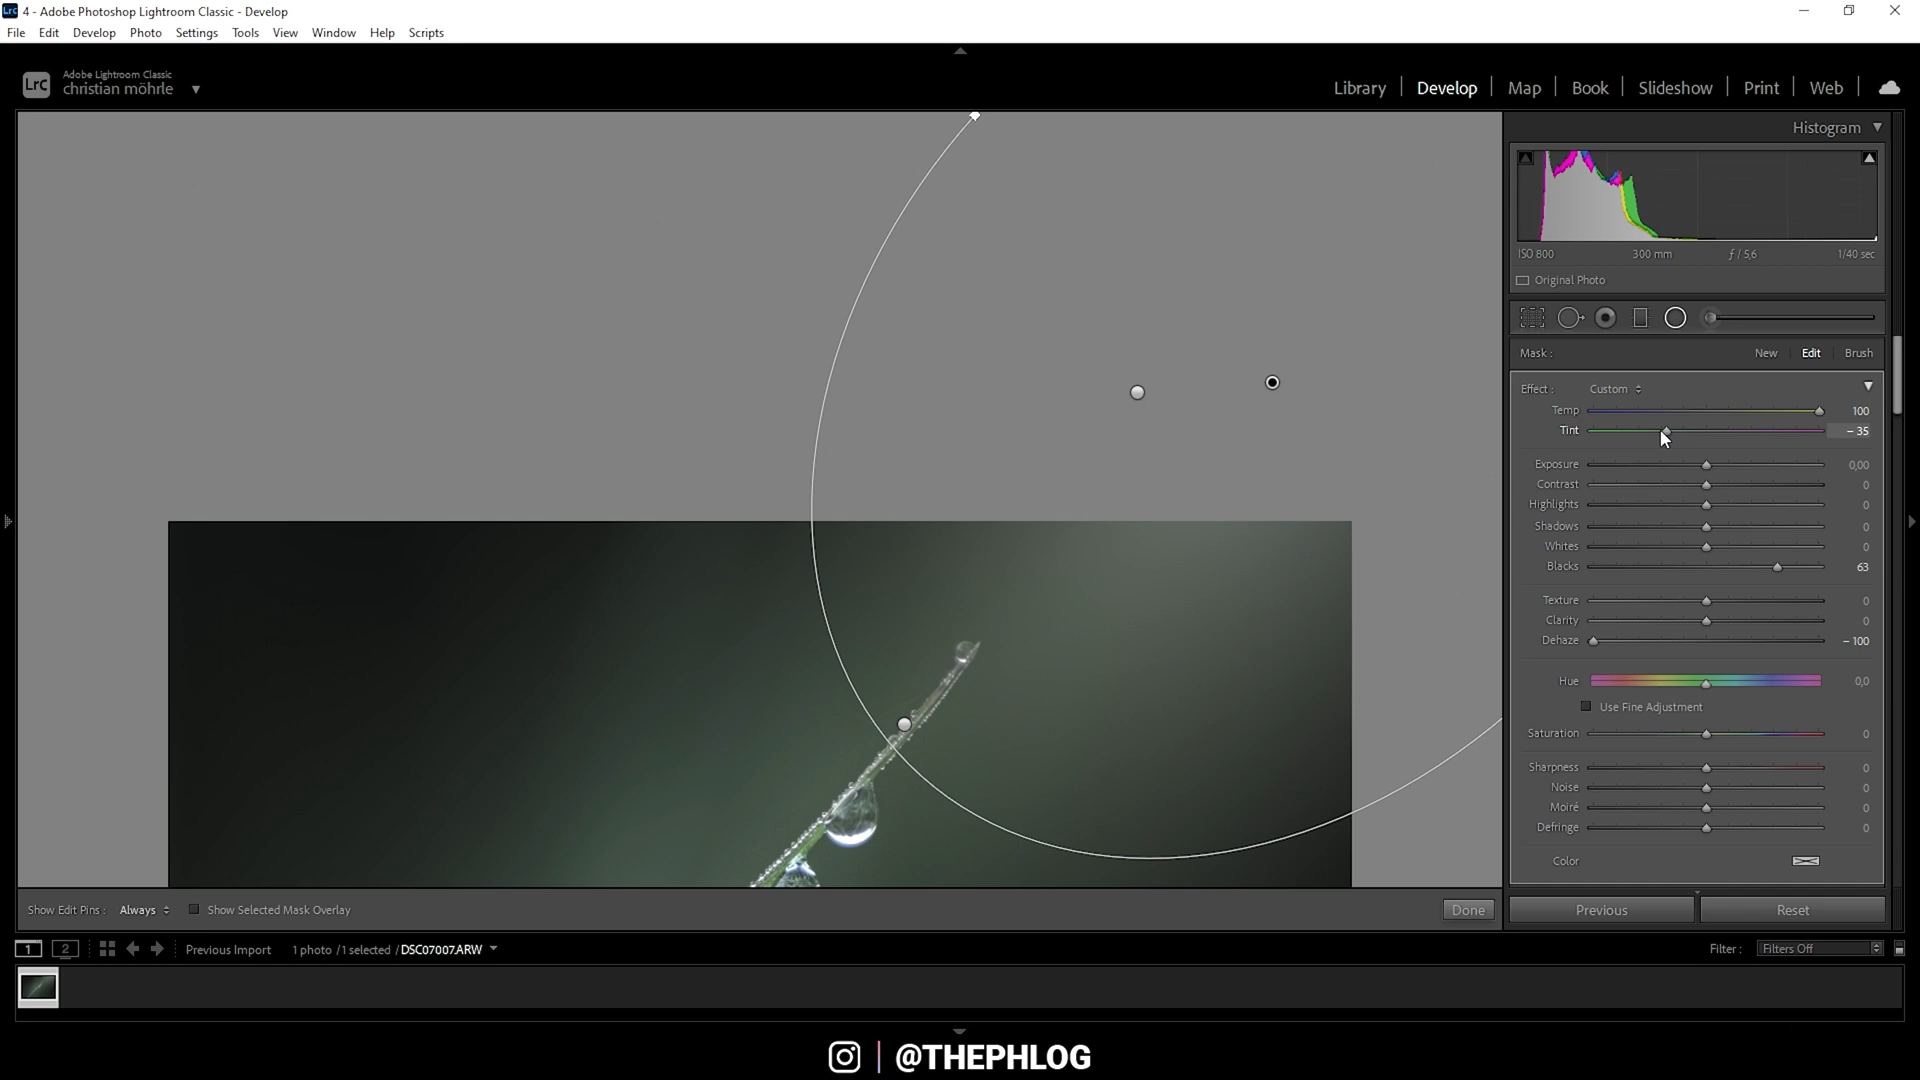 Lrc 4 - Adobe Photoshop Lightroom Classic - Develop
File Edit Develop Photo Settings Tools View Window Help Scripts
Lrc Adobe Lightroom Classic
christian möhrle
Library Develop Map Book Slideshow Print Web
Histogram
ISO 800 300 mm ƒ / 5,6 1/40 sec
Original Photo
Mask : New Edit Brush
Effect : Custom
Temp 100
Tint – 35
Exposure 0,00
Contrast 0
Highlights 0
Shadows 0
Whites 0
Blacks 63
Texture 0
Clarity 0
Dehaze – 100
Hue 0,0
Use Fine Adjustment
Saturation 0
Sharpness 0
Noise 0
Moiré 0
Defringe 0
Color
Show Edit Pins : Always Show Selected Mask Overlay Done
Previous Reset
1 2 Previous Import 1 photo / 1 selected / DSC07007.ARW Filter : Filters Off
@THEPHLOG